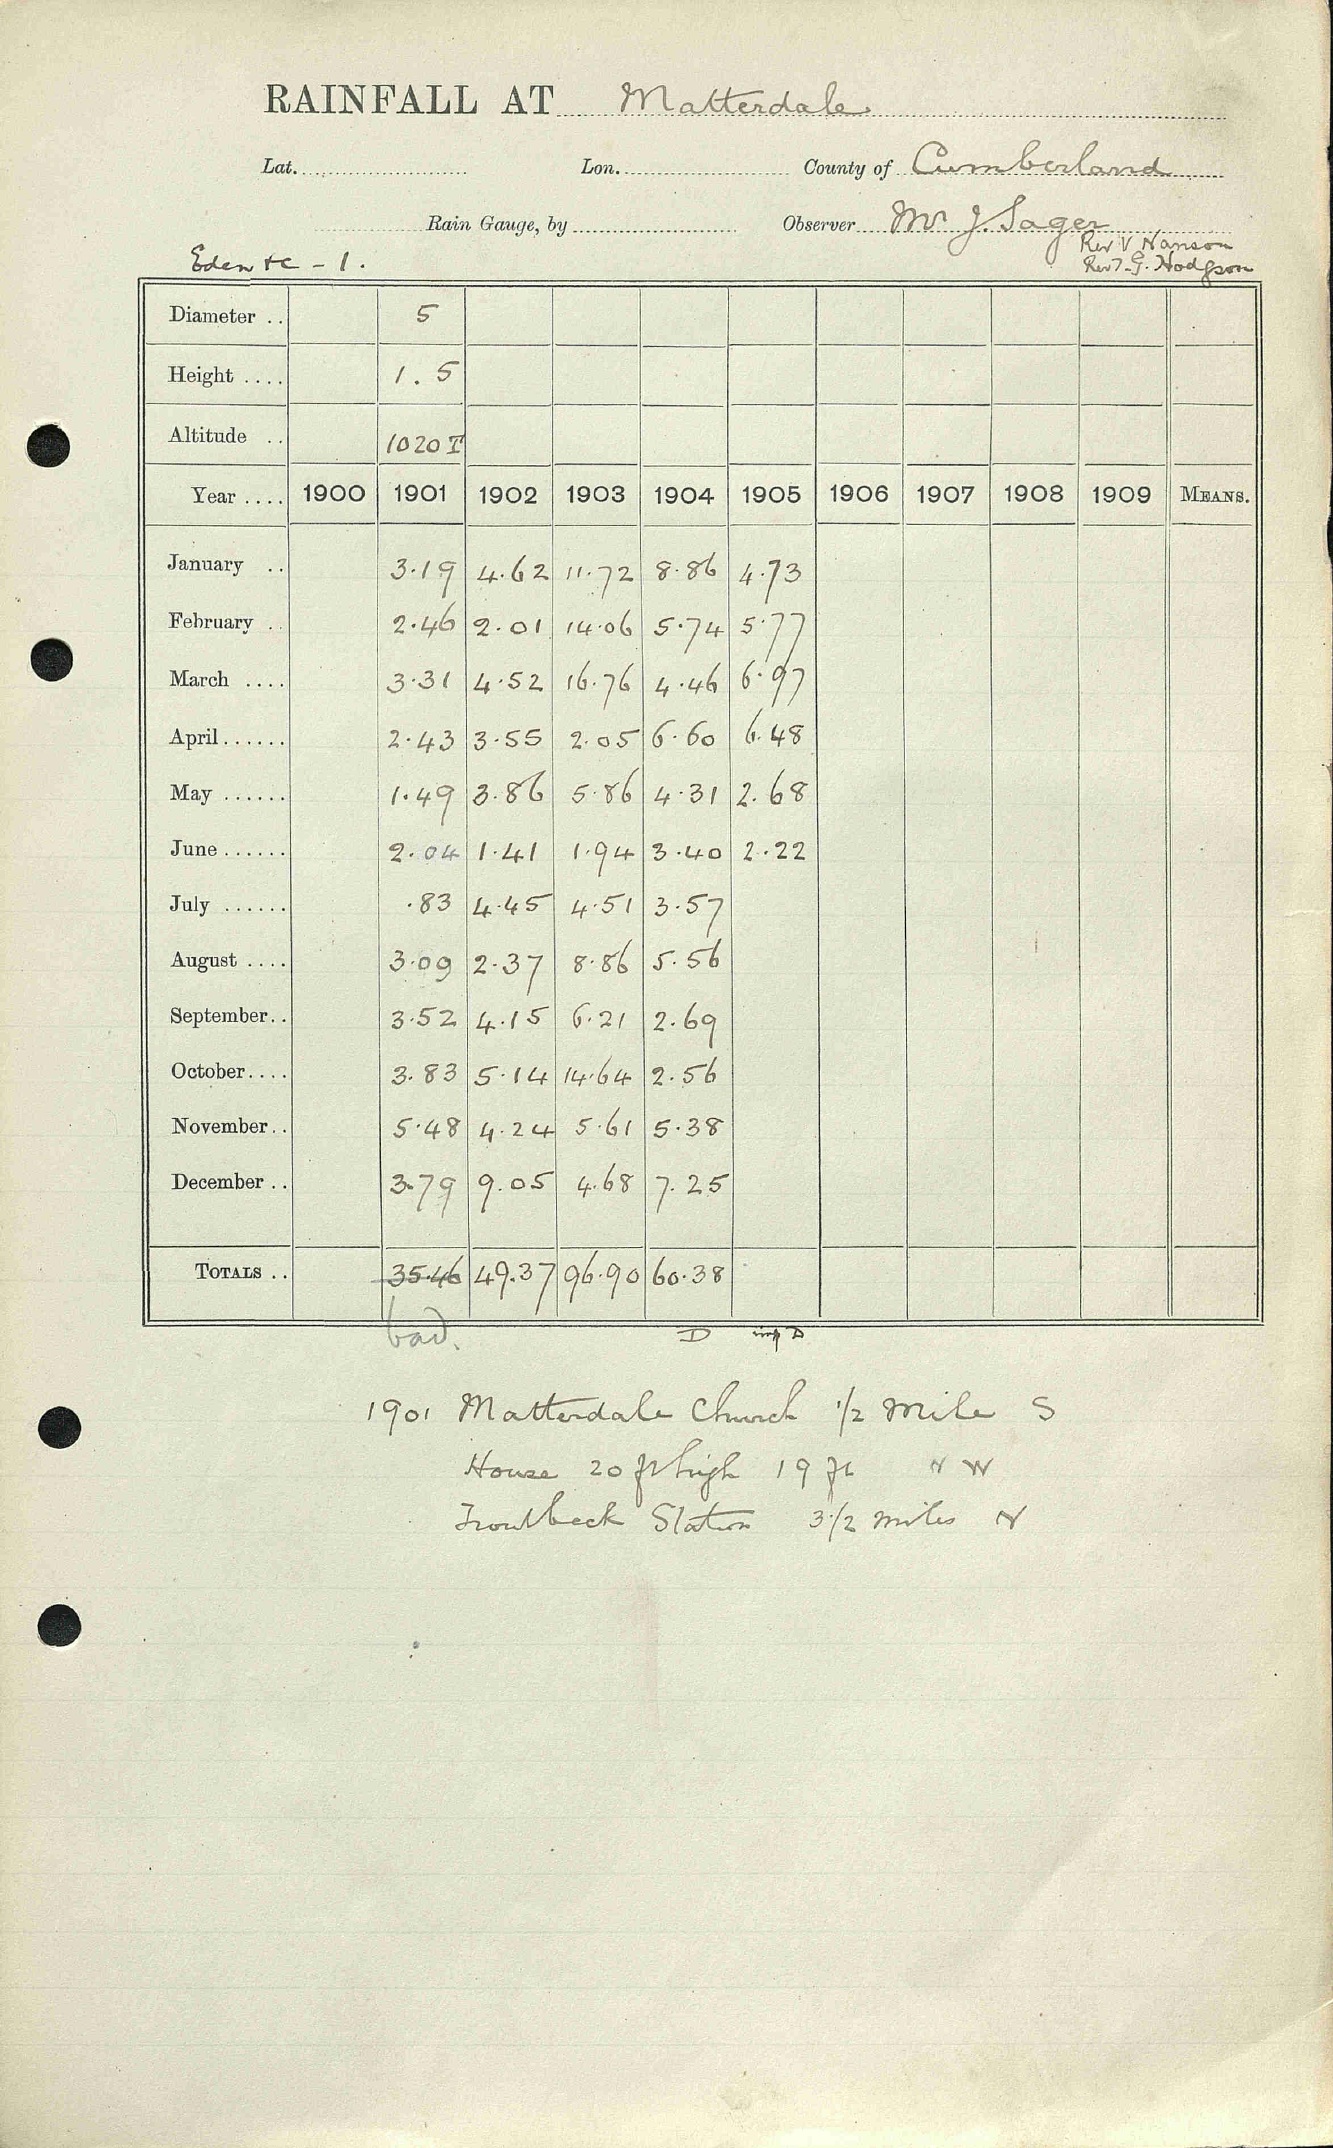 RAINFALL AT Matterdale
Lat. Lon. County of Cumberland
Rain Gauge, by Observer Mr J. Sager
Rev V Hanson
Eden &c - 1. Rev T. G. Hodgson
Diameter .. 5
Height .... 1.5
Altitude .. 1020 T
Year .... 1900 1901 1902 1903 1904 1905 1906 1907 1908 1909 MEANS.
January .. 3.19 4.62 11.72 8.86 4.73
February .. 2.46 2.01 14.06 5.74 5.77
March .... 3.31 4.52 16.76 4.46 6.97
April...... 2.43 3.55 2.05 6.60 6.48
May ...... 1.49 3.86 5.86 4.31 2.68
June...... 2.04 1.41 1.94 3.40 2.22
July ...... .83 4.45 4.51 3.57
August .... 3.09 2.37 8.86 5.56
September.. 3.52 4.15 6.21 2.69
October.... 3.83 5.14 14.64 2.56
November.. 5.48 4.24 5.61 5.38
December .. 3.79 9.05 4.68 7.25
TOTALS .. 35.46 49.37 96.90 60.38
bad. D imp D
1901 Matterdale Church 1/2 Mile S
House 20 ft high 19 ft N W
Troutbeck Station 3 1/2 miles N